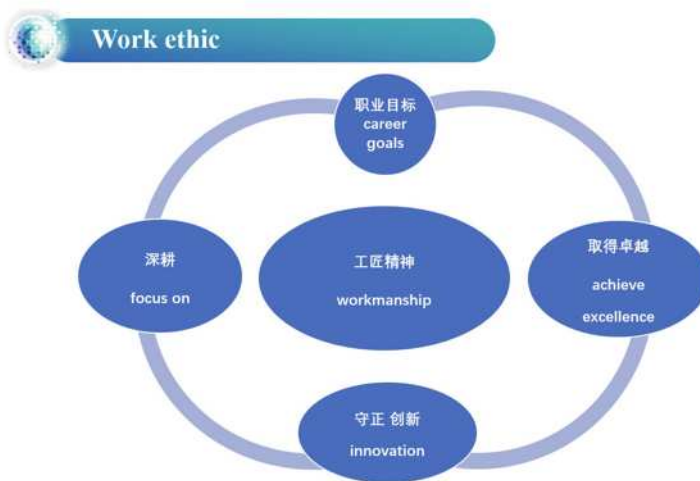 Work ethic
职业目标
career
goals
深耕
focus on
工匠精神
workmanship
取得卓越
achieve
excellence
守正 创新
innovation